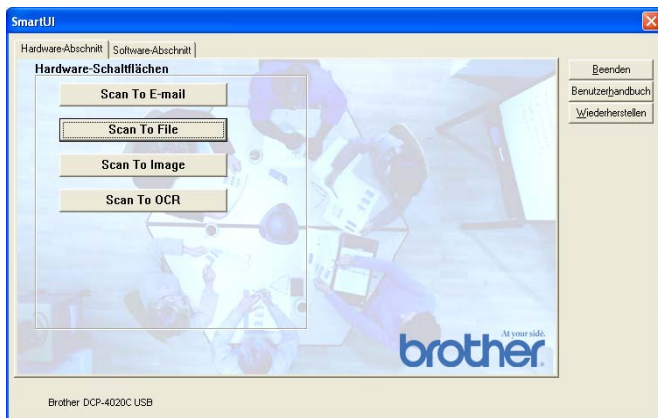 SmartUI
Hardware-Abschnitt
Software-Abschnitt
Hardware-Schaltflächen
Scan To E-mail
Scan To File
Scan To Image
Scan To OCR
Beenden
Benutzerhandbuch
Wiederherstellen
At your side.
brother
Brother DCP-4020C USB